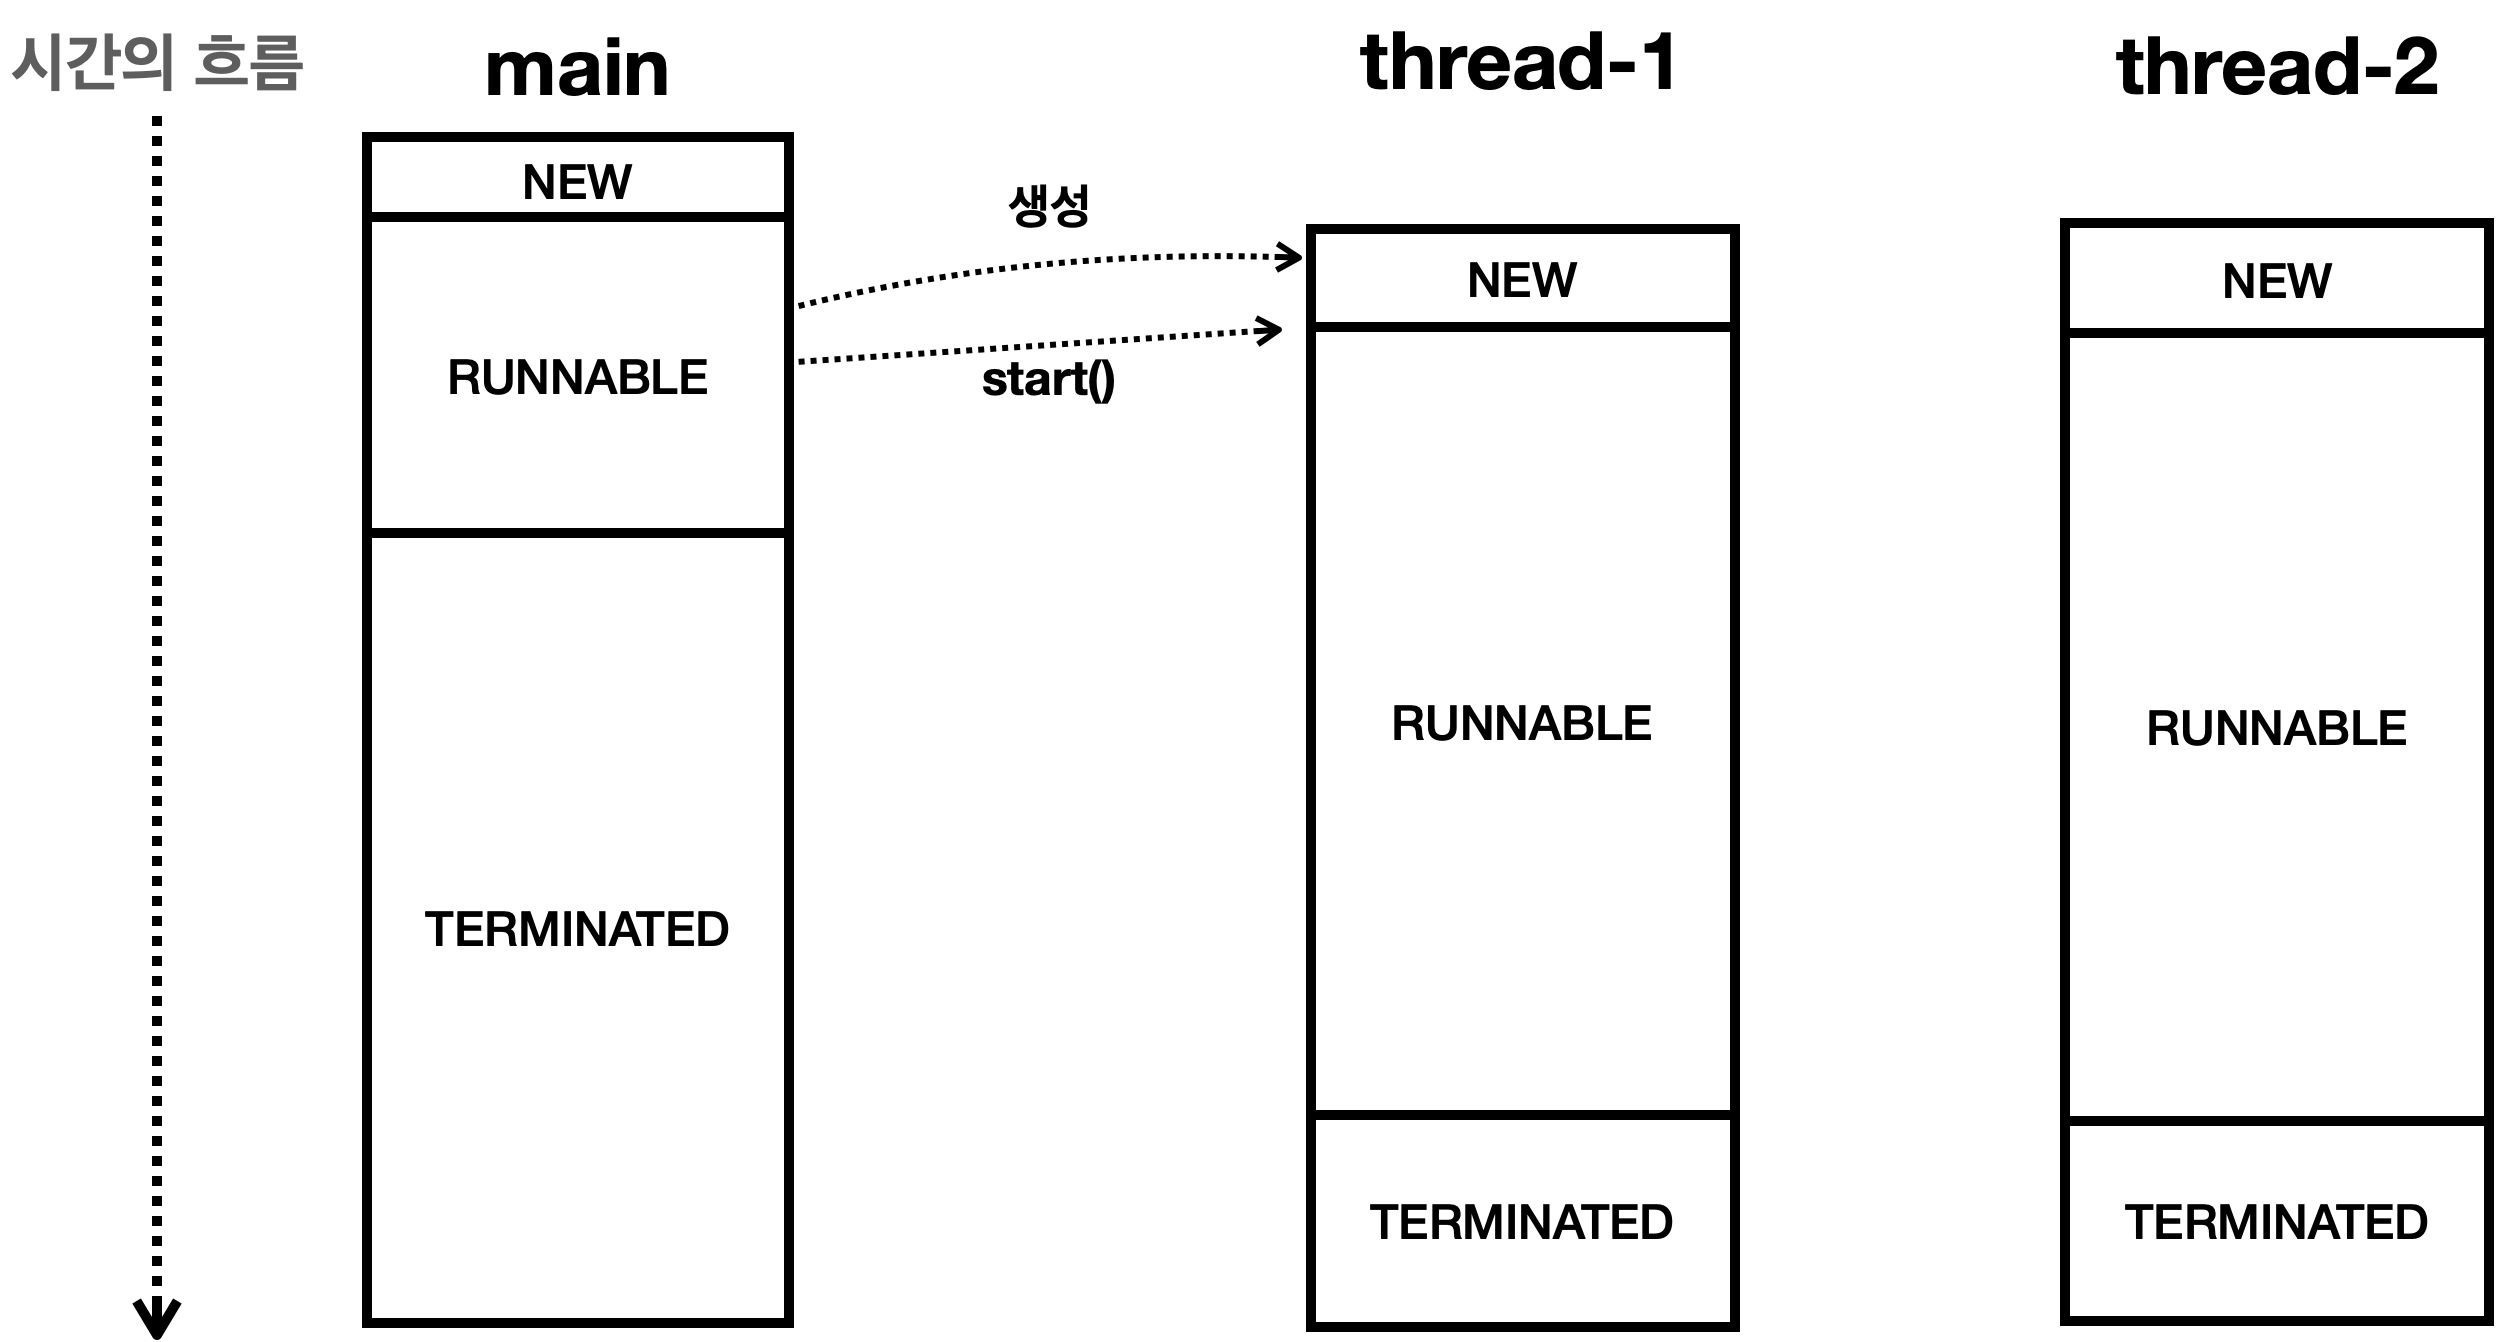 시간의 흐름
main
thread-1
thread-2
NEW
RUNNABLE
TERMINATED
생성
start()
NEW
RUNNABLE
TERMINATED
NEW
RUNNABLE
TERMINATED